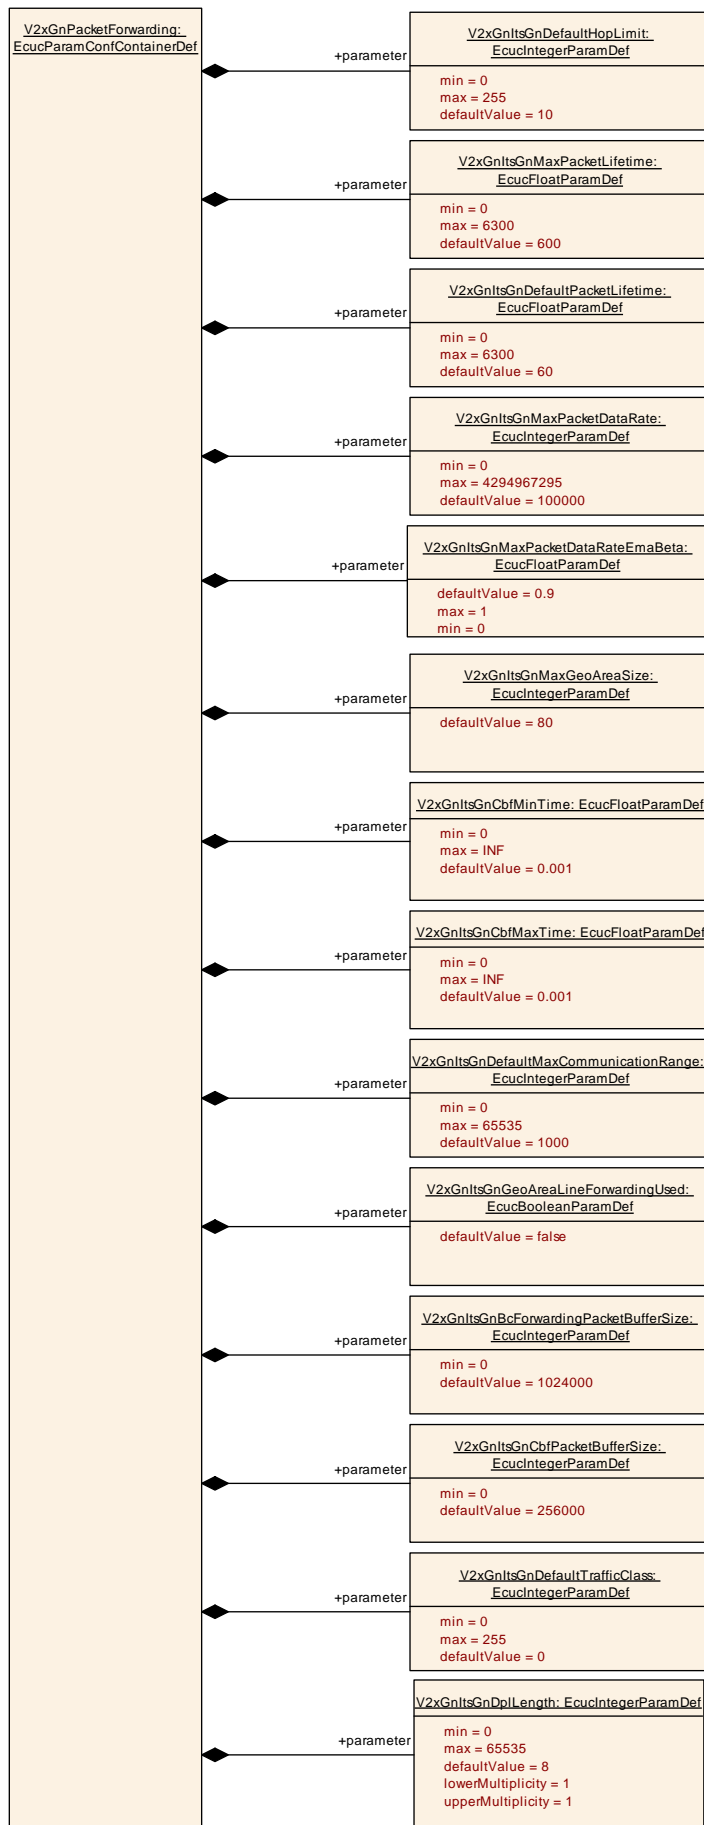 V2xGnPacketForwarding:
EcucParamConfContainerDef
+parameter
V2xGnItsGnDefaultHopLimit:
EcucIntegerParamDef
min = 0
max = 255
defaultValue = 10
+parameter
V2xGnItsGnMaxPacketLifetime:
EcucFloatParamDef
min = 0
max = 6300
defaultValue = 600
+parameter
V2xGnItsGnDefaultPacketLifetime:
EcucFloatParamDef
min = 0
max = 6300
defaultValue = 60
+parameter
V2xGnItsGnMaxPacketDataRate:
EcucIntegerParamDef
min = 0
max = 4294967295
defaultValue = 100000
+parameter
V2xGnItsGnMaxPacketDataRateEmaBeta:
EcucFloatParamDef
defaultValue = 0.9
max = 1
min = 0
+parameter
V2xGnItsGnMaxGeoAreaSize:
EcucIntegerParamDef
defaultValue = 80
+parameter
V2xGnItsGnCbfMinTime: EcucFloatParamDef
min = 0
max = INF
defaultValue = 0.001
+parameter
V2xGnItsGnCbfMaxTime: EcucFloatParamDef
min = 0
max = INF
defaultValue = 0.001
+parameter
V2xGnItsGnDefaultMaxCommunicationRange:
EcucIntegerParamDef
min = 0
max = 65535
defaultValue = 1000
+parameter
V2xGnItsGnGeoAreaLineForwardingUsed:
EcucBooleanParamDef
defaultValue = false
+parameter
V2xGnItsGnBcForwardingPacketBufferSize:
EcucIntegerParamDef
min = 0
defaultValue = 1024000
+parameter
V2xGnItsGnCbfPacketBufferSize:
EcucIntegerParamDef
min = 0
defaultValue = 256000
+parameter
V2xGnItsGnDefaultTrafficClass:
EcucIntegerParamDef
min = 0
max = 255
defaultValue = 0
+parameter
V2xGnItsGnDplLength: EcucIntegerParamDef
min = 0
max = 65535
defaultValue = 8
lowerMultiplicity = 1
upperMultiplicity = 1